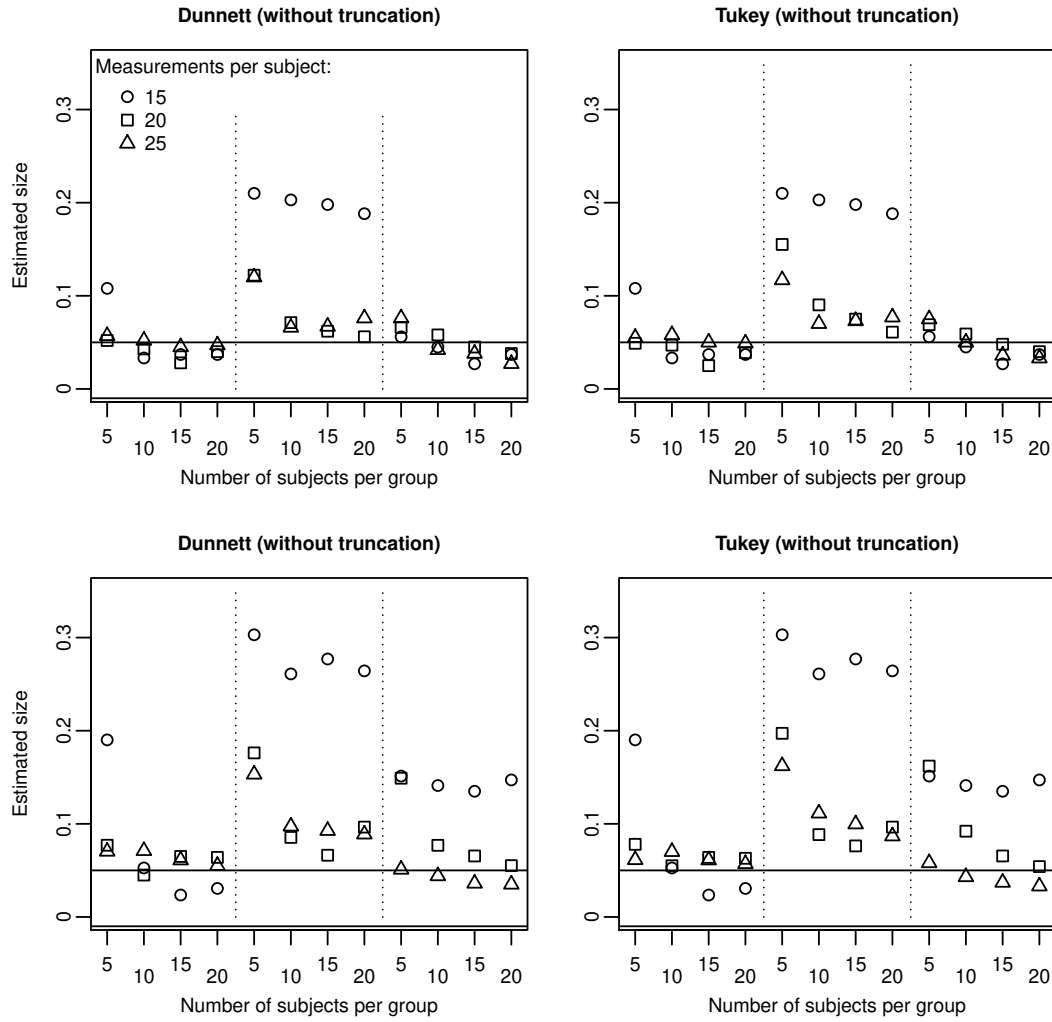 Dunnett (without truncation)
Measurements per subject:
15
20
25
Estimated size
0 0.1 0.2 0.3
5 10 15 20 5 10 15 20 5 10 15 20
Number of subjects per group
Tukey (without truncation)
0 0.1 0.2 0.3
5 10 15 20 5 10 15 20 5 10 15 20
Number of subjects per group
Dunnett (without truncation)
Estimated size
0 0.1 0.2 0.3
5 10 15 20 5 10 15 20 5 10 15 20
Number of subjects per group
Tukey (without truncation)
0 0.1 0.2 0.3
5 10 15 20 5 10 15 20 5 10 15 20
Number of subjects per group